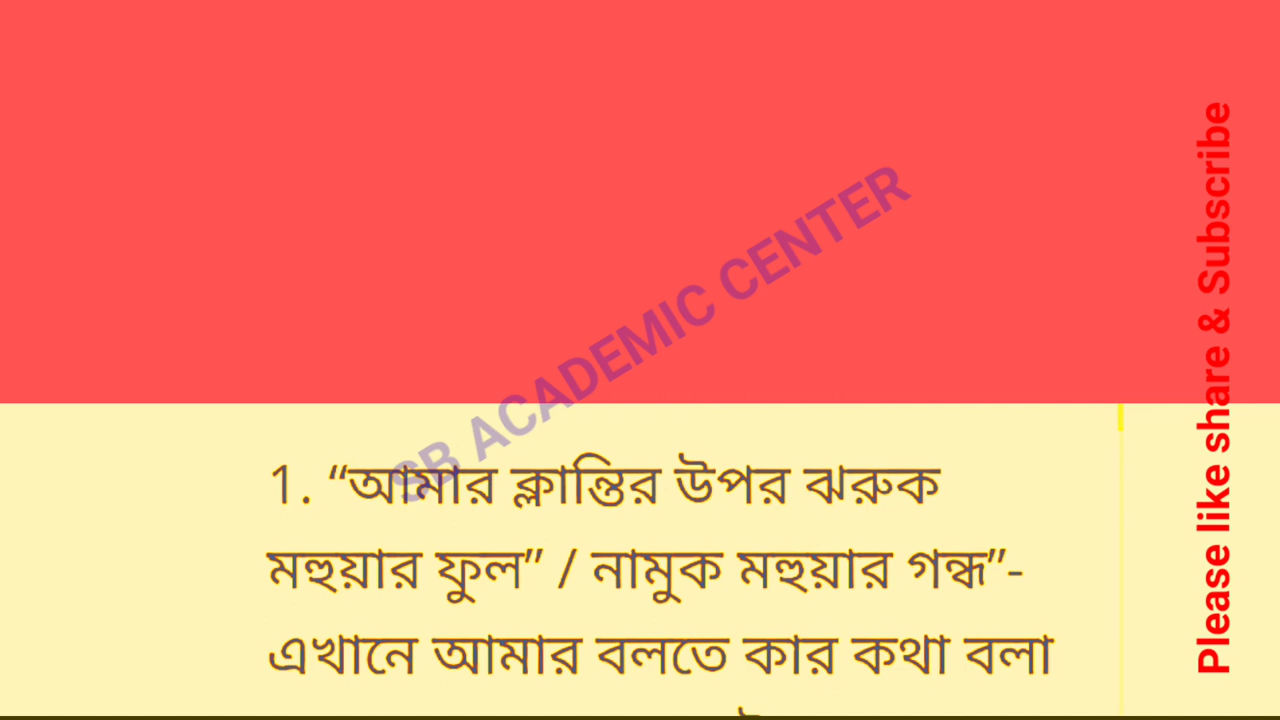 SB ACADEMIC CENTER
1. “আমার ক্লান্তির উপর ঝরুক
মহুয়ার ফুল” / নামুক মহুয়ার গন্ধ”-
এখানে আমার বলতে কার কথা বলা
Please like share & Subscribe